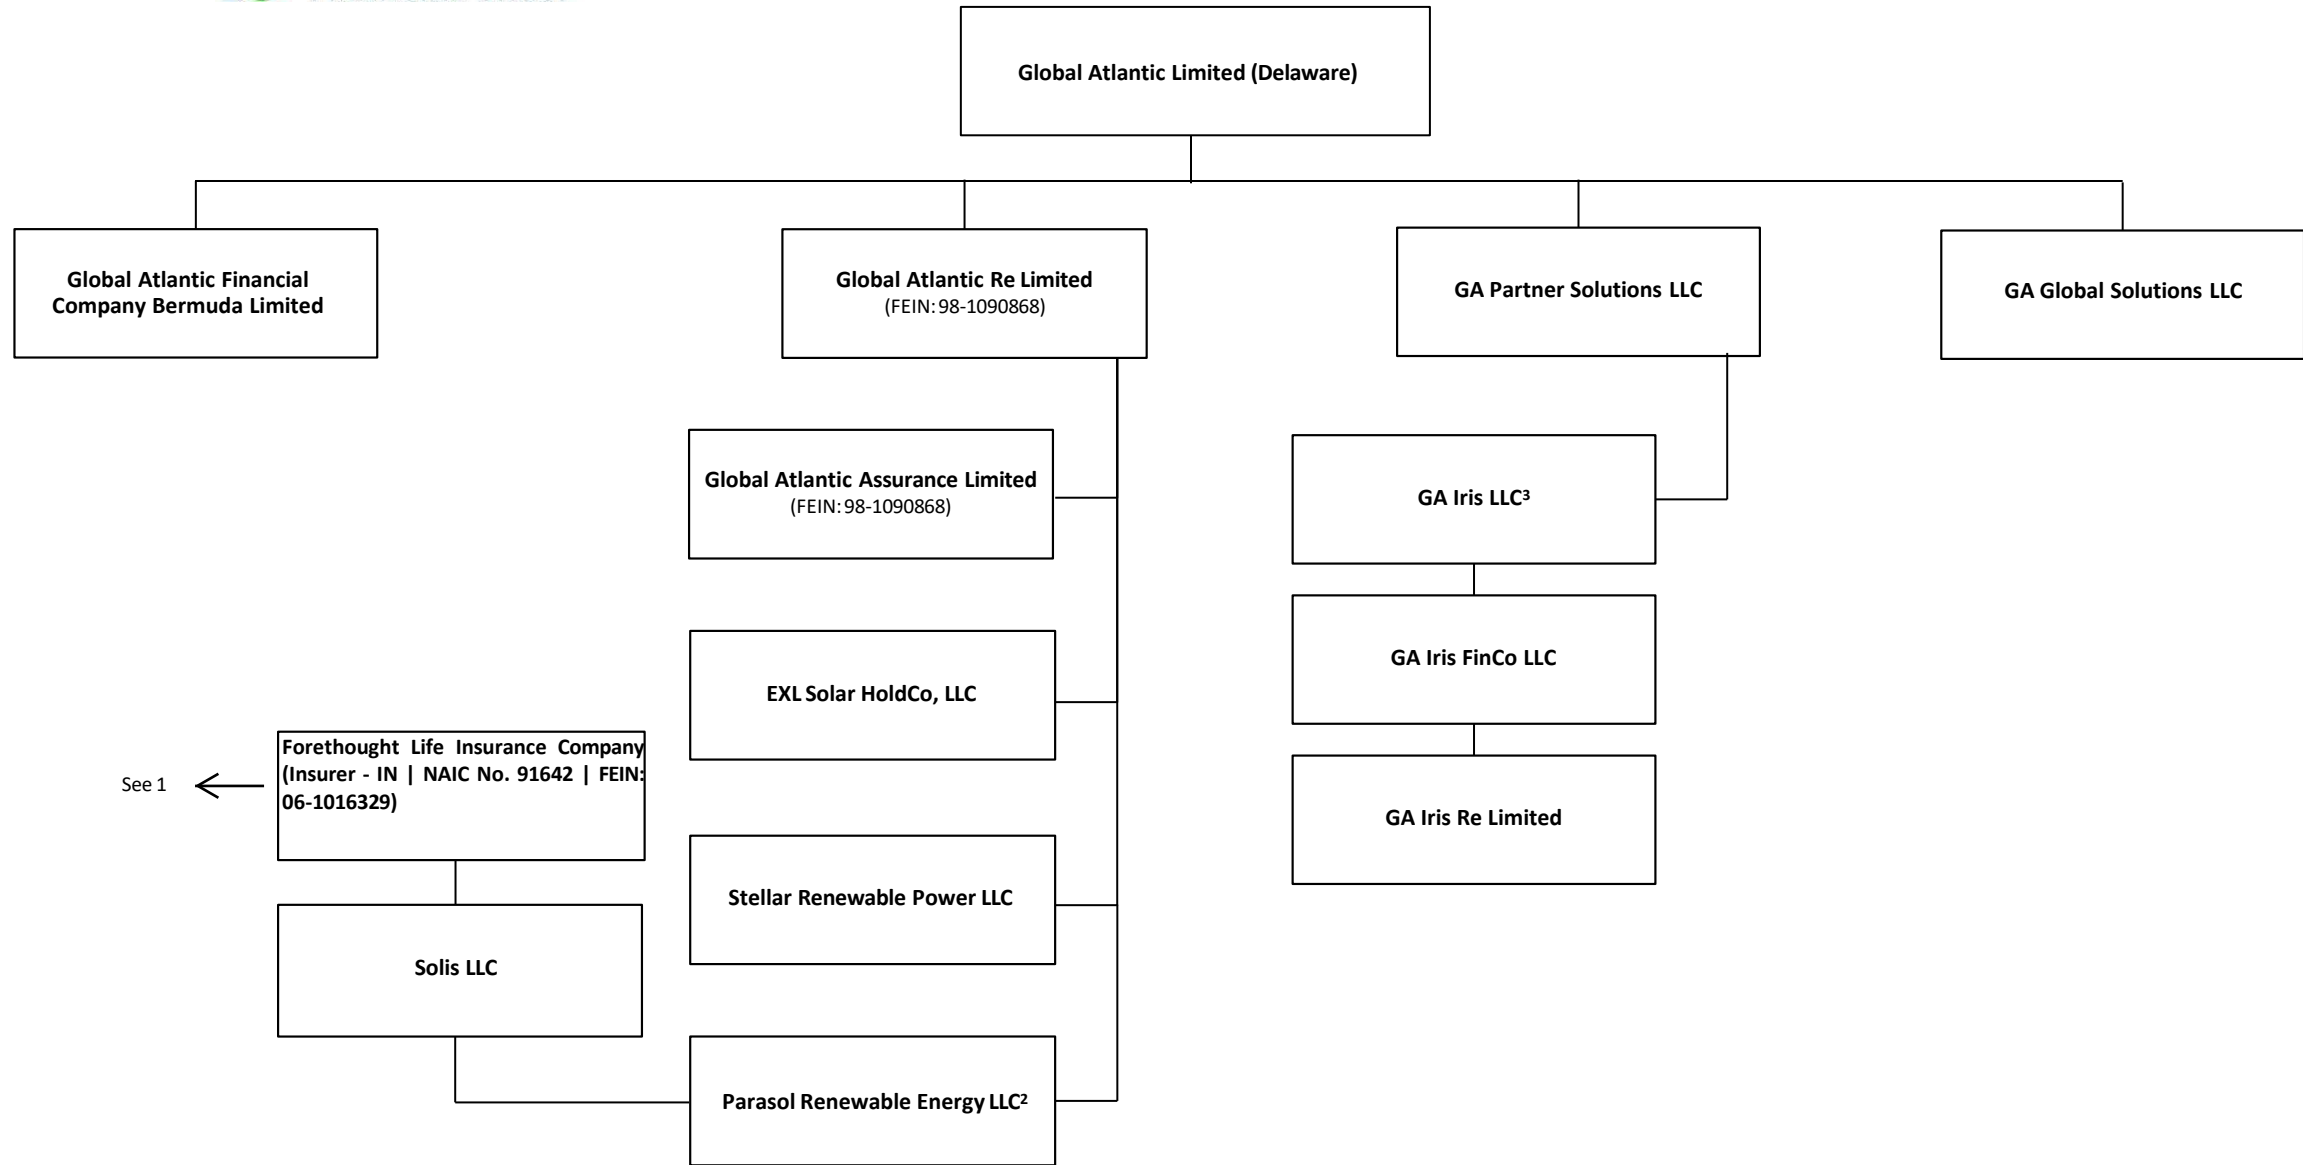 Global Atlantic Limited (Delaware)
Global Atlantic Financial
Company Bermuda Limited
Global Atlantic Re Limited
(FEIN: 98-1090868)
GA Partner Solutions LLC
GA Global Solutions LLC
Global Atlantic Assurance Limited
(FEIN: 98-1090868)
GA Iris LLC³
GA Iris FinCo LLC
EXL Solar HoldCo, LLC
Forethought Life Insurance Company
(Insurer - IN | NAIC No. 91642 | FEIN:
06-1016329)
See 1
GA Iris Re Limited
Stellar Renewable Power LLC
Solis LLC
Parasol Renewable Energy LLC²